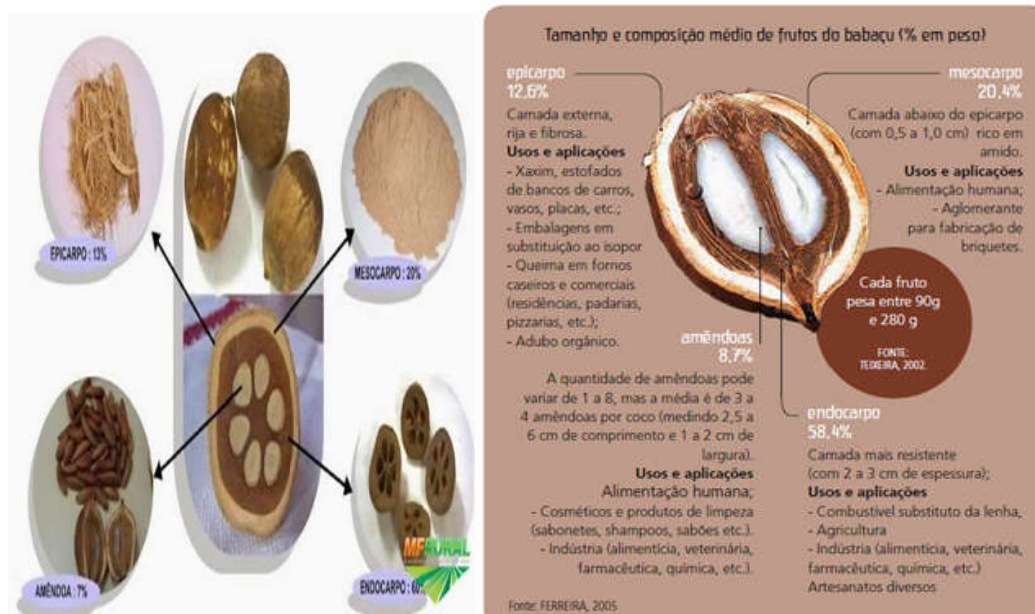 EPICARPO : 13%
MESOCARPO : 20%
AMÊNDOA : 7%
ENDOCARPO : 60%
MFRURAL
Tamanho e composição médio de frutos do babaçu (% em peso)
epicarpo
12,6%
Camada externa,
rija e fibrosa.
Usos e aplicações
- Xaxim, estofados
de bancos de carros,
vasos, placas, etc.;
- Embalagens em
substituição ao isopor
- Queima em fornos
caseiros e comerciais
(residências, padarias,
pizzarias, etc.);
- Adubo orgânico.
mesocarpo
20,4%
Camada abaixo do epicarpo
(com 0,5 a 1,0 cm) rico em
amido.
Usos e aplicações
- Alimentação humana;
- Aglomerante
para fabricação de
briquetes.
Cada fruto
pesa entre 90g
e 280 g
FONTE:
TEIXEIRA, 2002.
amêndoas
8,7%
A quantidade de amêndoas pode
variar de 1 a 8, mas a média é de 3 a
4 amêndoas por coco (medindo 2,5 a
6 cm de comprimento e 1 a 2 cm de
largura).
Usos e aplicações
Alimentação humana;
- Cosméticos e produtos de limpeza
(sabonetes, shampoos, sabões etc.).
- Indústria (alimentícia, veterinária,
farmacêutica, química, etc.).
endocarpo
58,4%
Camada mais resistente
(com 2 a 3 cm de espessura);
Usos e aplicações
- Combustível substituto da lenha,
- Agricultura
- Indústria (alimentícia, veterinária,
farmacêutica, química, etc.)
Artesanatos diversos
Fonte: FERREIRA, 2005